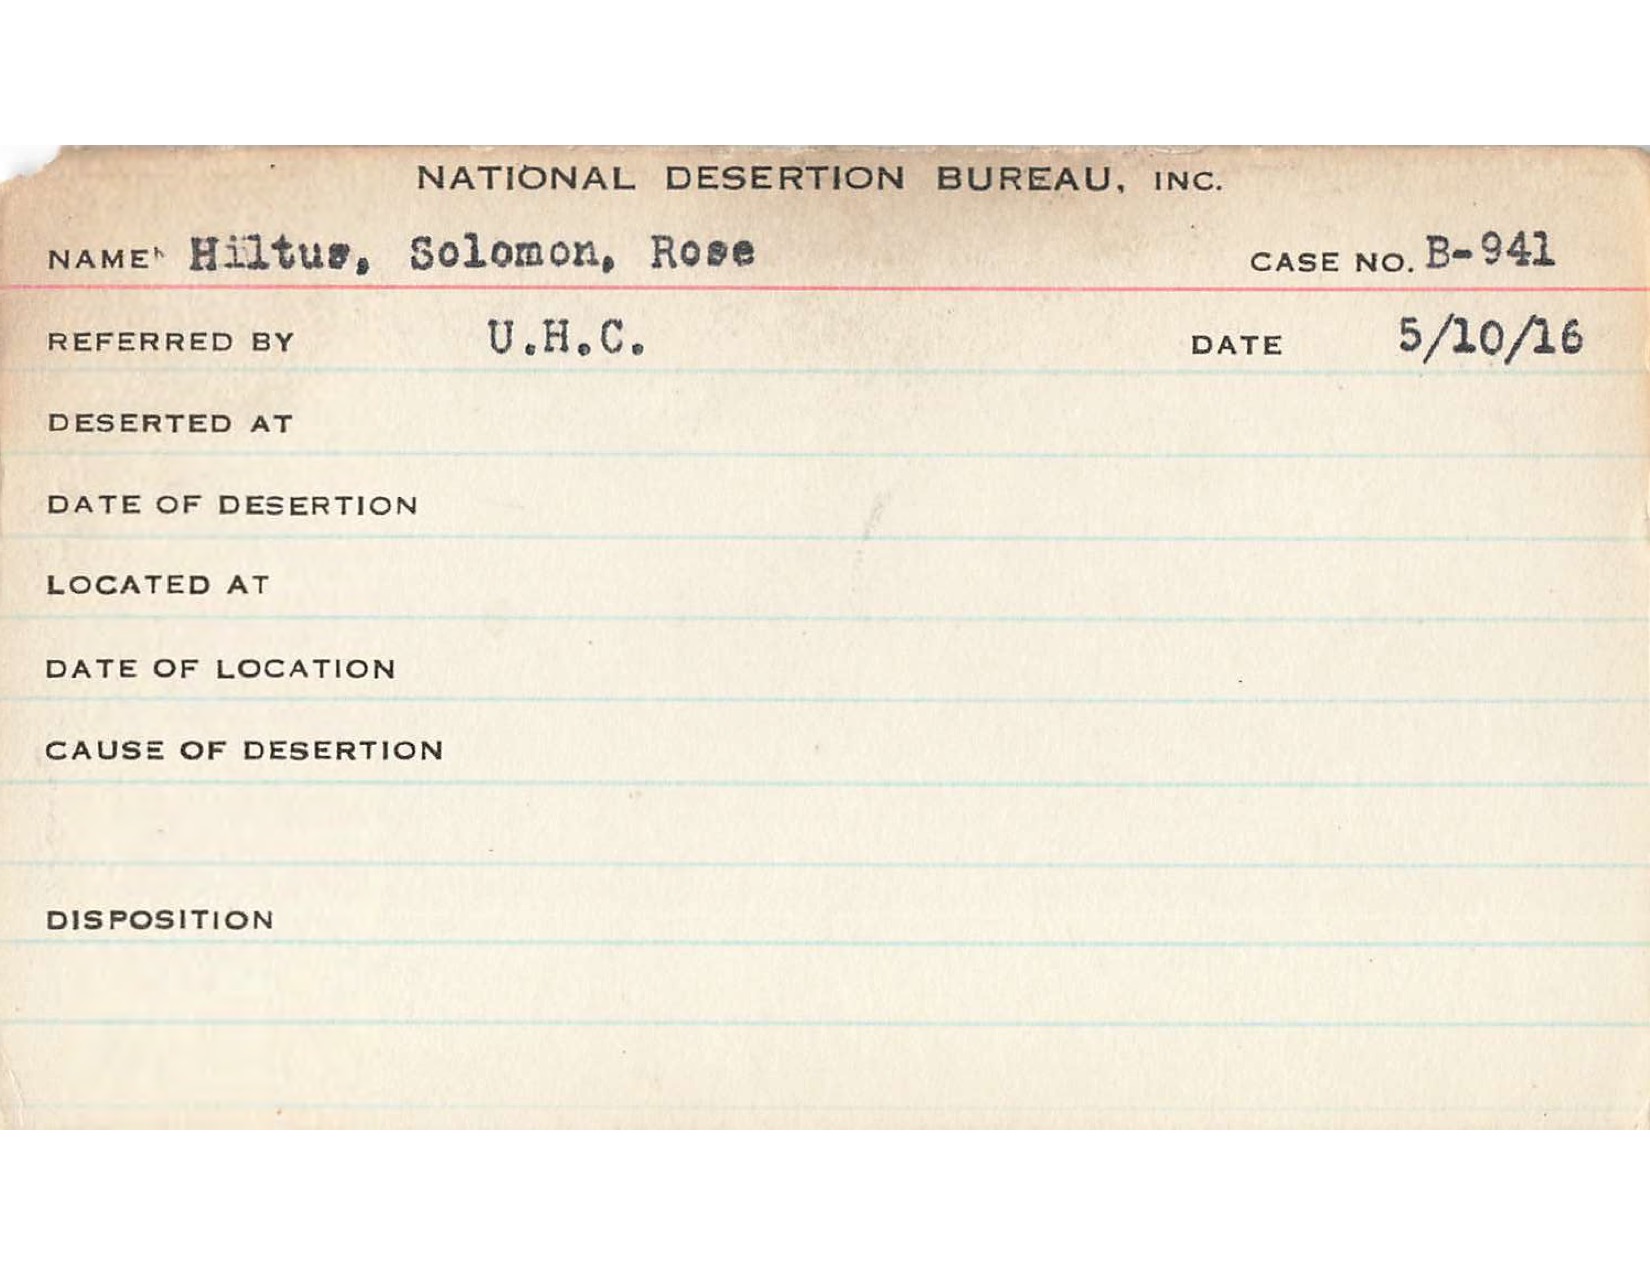 NATIONAL DESERTION BUREAU, INC.
NAME Hiltus, Solomon, Rose CASE NO. B-941
REFERRED BY U.H.C. DATE 5/10/16
DESERTED AT
DATE OF DESERTION
LOCATED AT
DATE OF LOCATION
CAUSE OF DESERTION
DISPOSITION